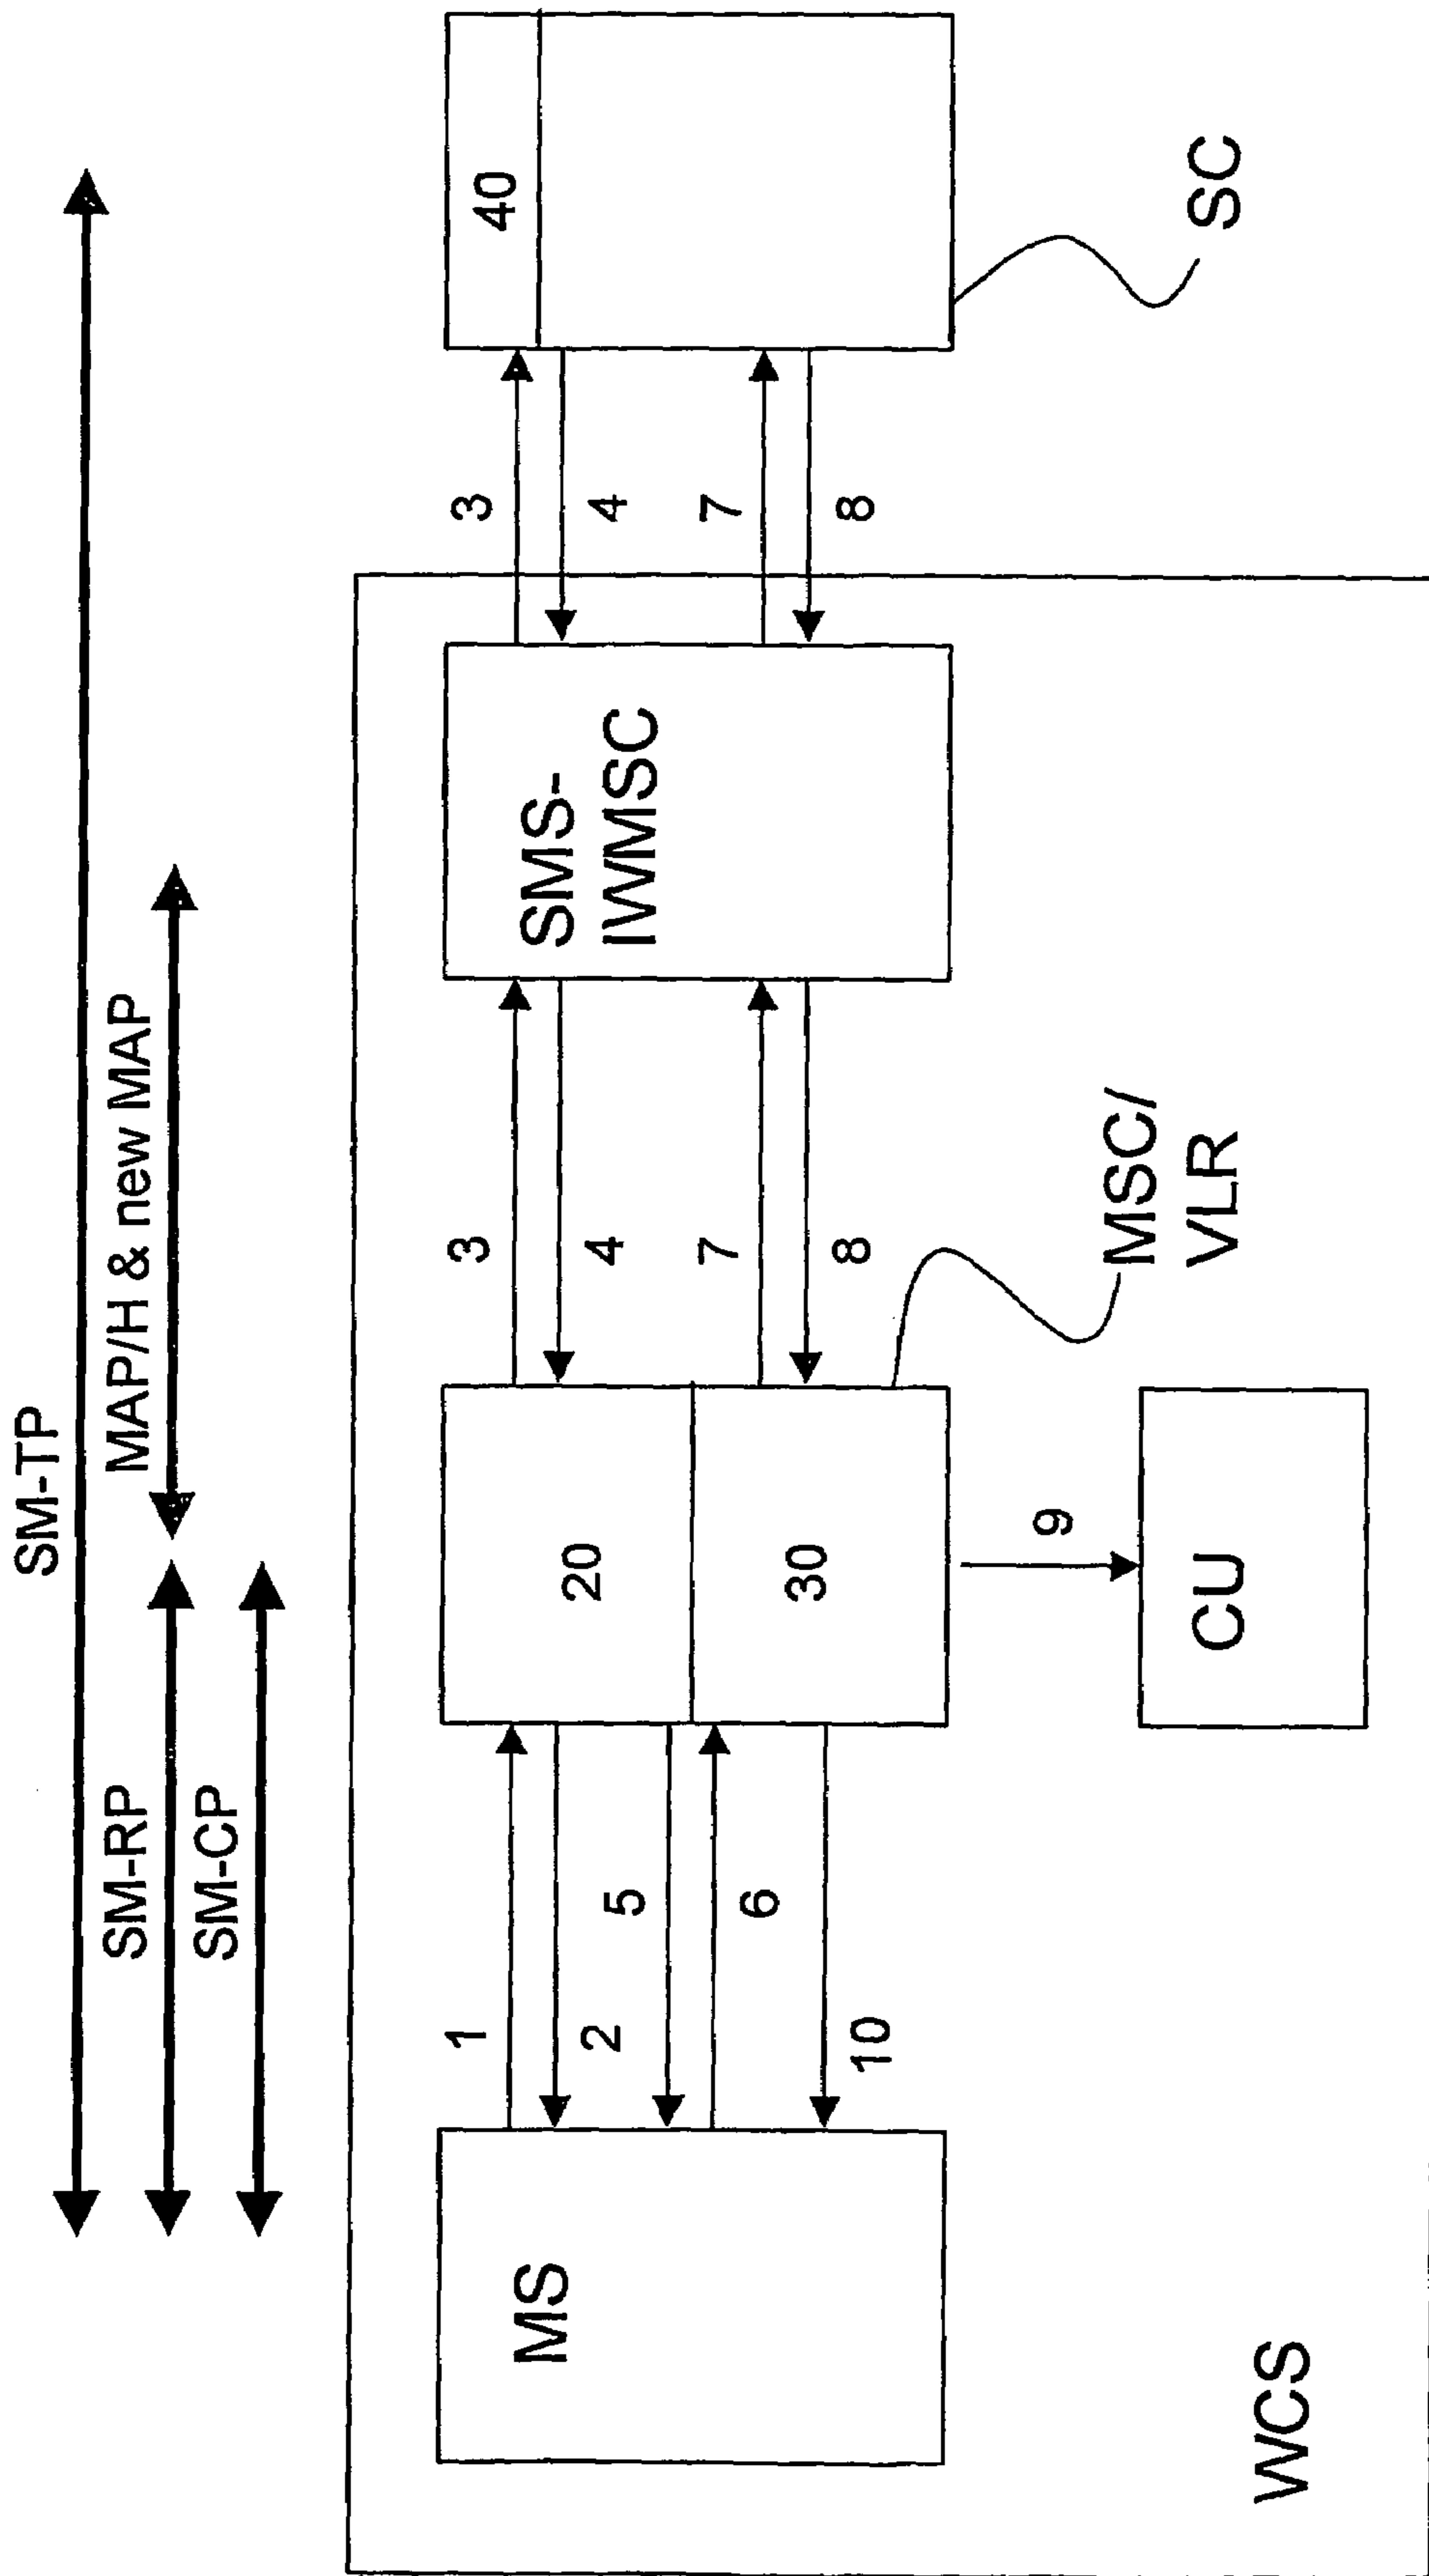 SM-TP
SM-RP
MAP/H & new MAP
SM-CP
MS
1
2
5
6
10
20
30
3
4
7
8
SMS-
IWMSC
3
4
7
8
40
9
CU
MSC/
VLR
SC
WCS